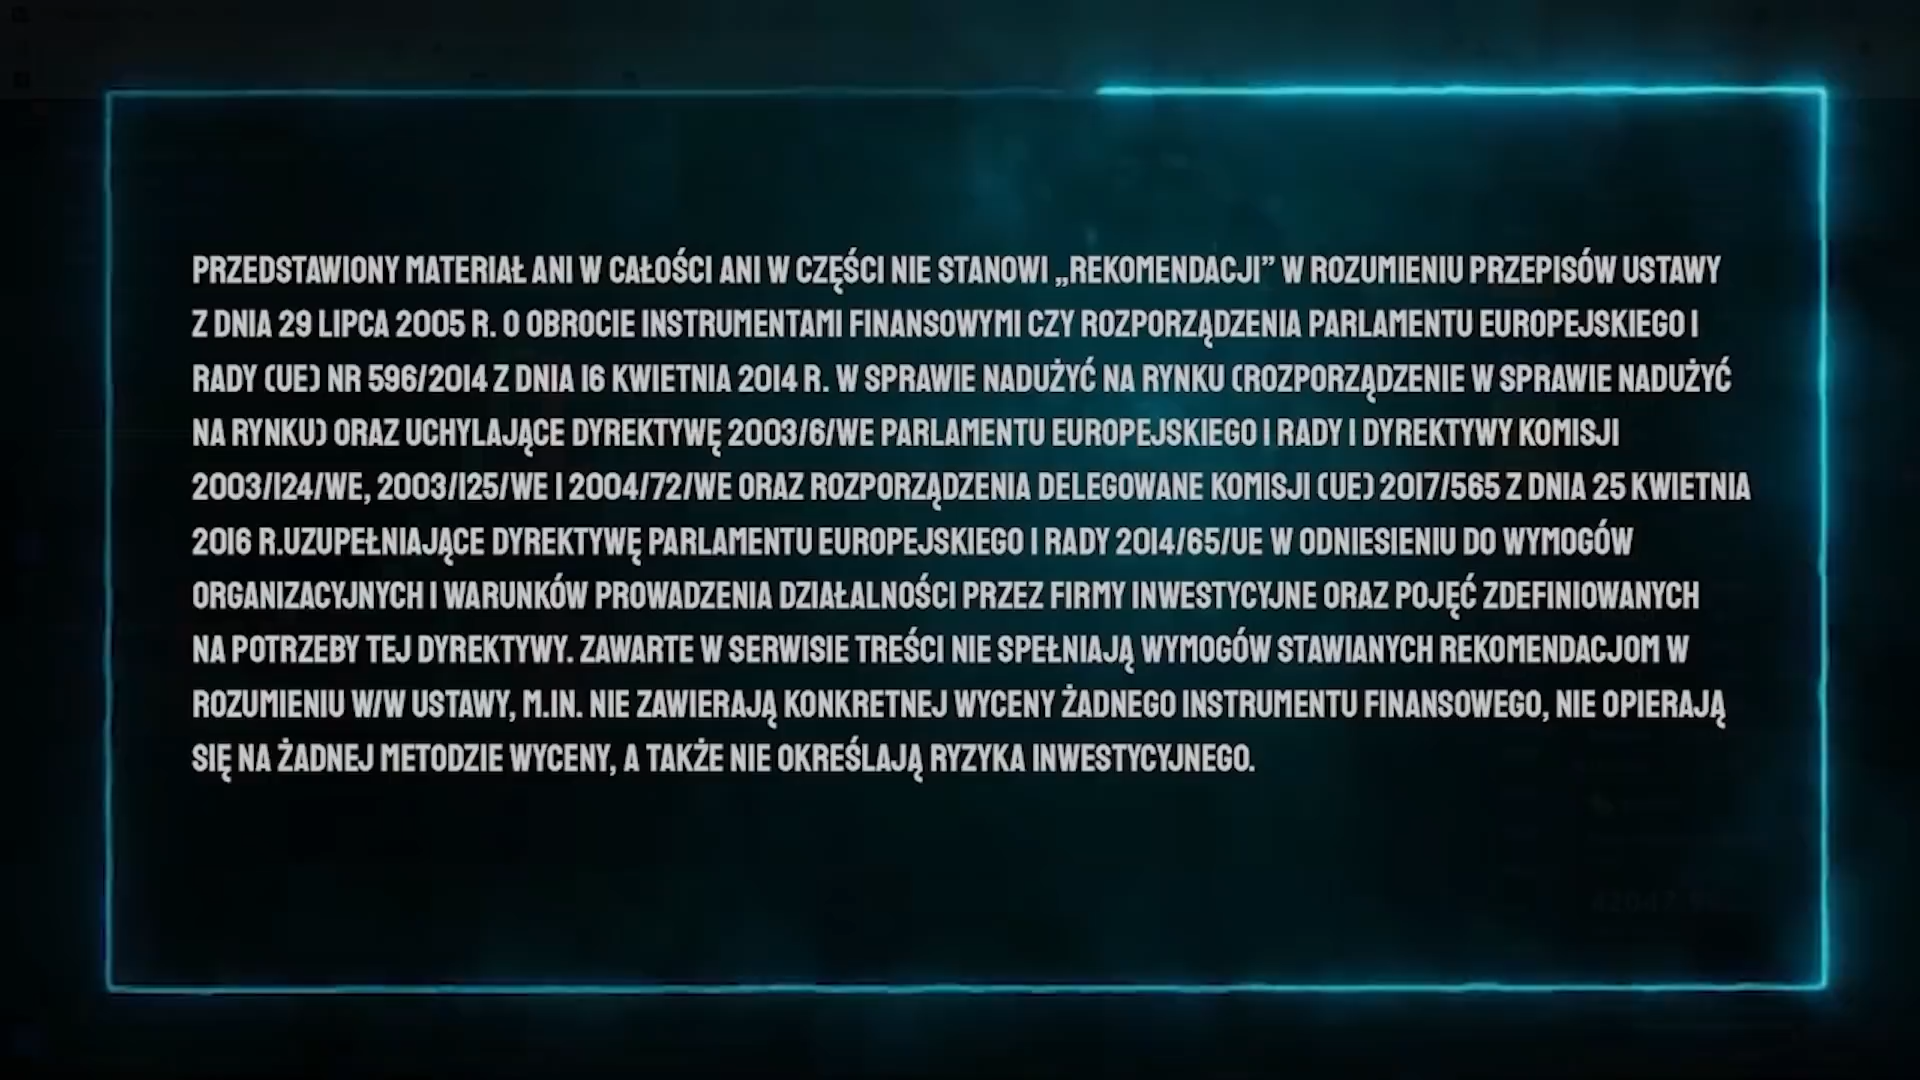 PRZEDSTAWIONY MATERIAŁ ANI W CAŁOŚCI ANI W CZĘŚCI NIE STANOWI „REKOMENDACJI” W ROZUMIENIU PRZEPISÓW USTAWY
Z DNIA 29 LIPCA 2005 R. O OBROCIE INSTRUMENTAMI FINANSOWYMI CZY ROZPORZĄDZENIA PARLAMENTU EUROPEJSKIEGO I
RADY (UE) NR 596/2014 Z DNIA 16 KWIETNIA 2014 R. W SPRAWIE NADUŻYĆ NA RYNKU (ROZPORZĄDZENIE W SPRAWIE NADUŻYĆ
NA RYNKU) ORAZ UCHYLAJĄCE DYREKTYWĘ 2003/6/WE PARLAMENTU EUROPEJSKIEGO I RADY I DYREKTYWY KOMISJI
2003/124/WE, 2003/125/WE I 2004/72/WE ORAZ ROZPORZĄDZENIA DELEGOWANE KOMISJI (UE) 2017/565 Z DNIA 25 KWIETNIA
2016 R.UZUPEŁNIAJĄCE DYREKTYWĘ PARLAMENTU EUROPEJSKIEGO I RADY 2014/65/UE W ODNIESIENIU DO WYMOGÓW
ORGANIZACYJNYCH I WARUNKÓW PROWADZENIA DZIAŁALNOŚCI PRZEZ FIRMY INWESTYCYJNE ORAZ POJĘĆ ZDEFINIOWANYCH
NA POTRZEBY TEJ DYREKTYWY. ZAWARTE W SERWISIE TREŚCI NIE SPEŁNIAJĄ WYMOGÓW STAWIANYCH REKOMENDACJOM W
ROZUMIENIU W/W USTAWY, M.IN. NIE ZAWIERAJĄ KONKRETNEJ WYCENY ŻADNEGO INSTRUMENTU FINANSOWEGO, NIE OPIERAJĄ
SIĘ NA ŻADNEJ METODZIE WYCENY, A TAKŻE NIE OKREŚLAJĄ RYZYKA INWESTYCYJNEGO.